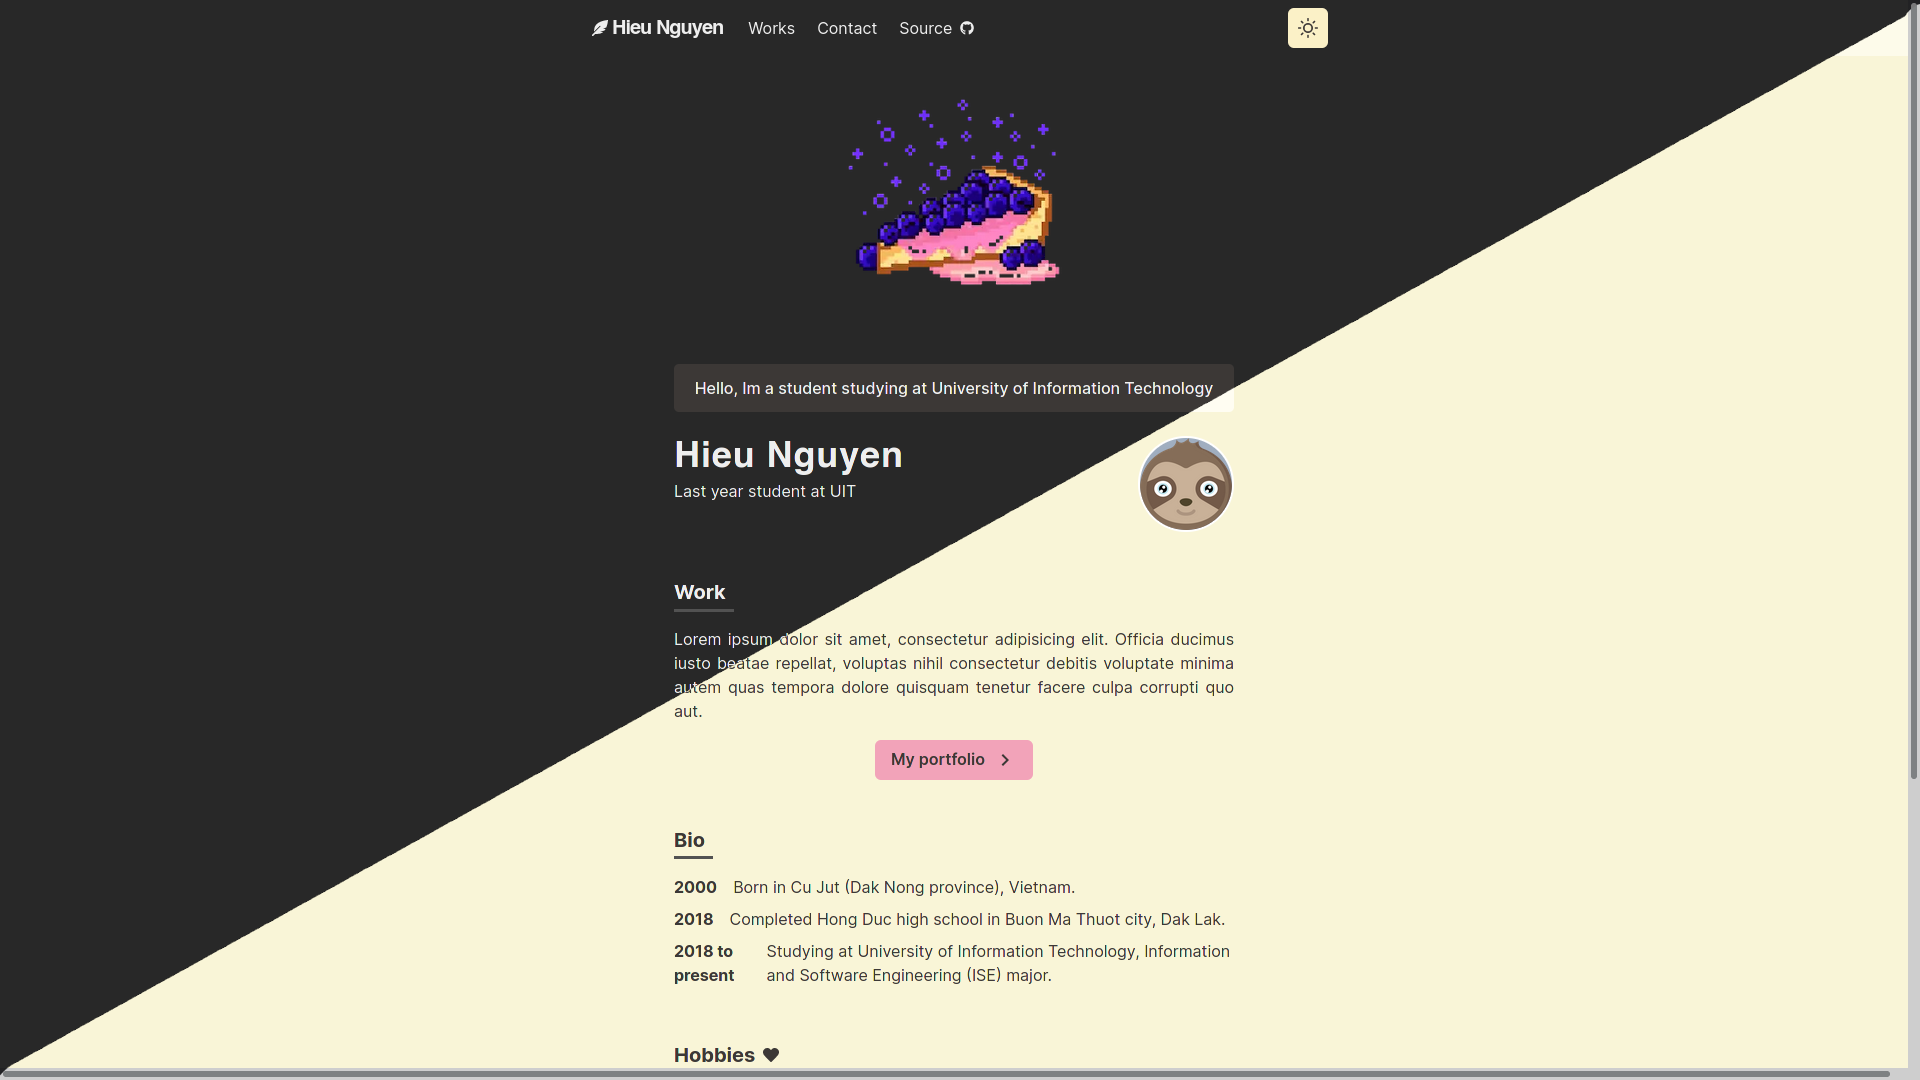 Hieu Nguyen Works Contact Source
Hello, Im a student studying at University of Information Technology
Hieu Nguyen
Last year student at UIT
Work
Lorem ipsum dolor sit amet, consectetur adipisicing elit. Officia ducimus
iusto beatae repellat, voluptas nihil consectetur debitis voluptate minima
autem quas tempora dolore quisquam tenetur facere culpa corrupti quo
aut.
My portfolio
Bio
2000 Born in Cu Jut (Dak Nong province), Vietnam.
2018 Completed Hong Duc high school in Buon Ma Thuot city, Dak Lak.
2018 to Studying at University of Information Technology, Information
present and Software Engineering (ISE) major.
Hobbies